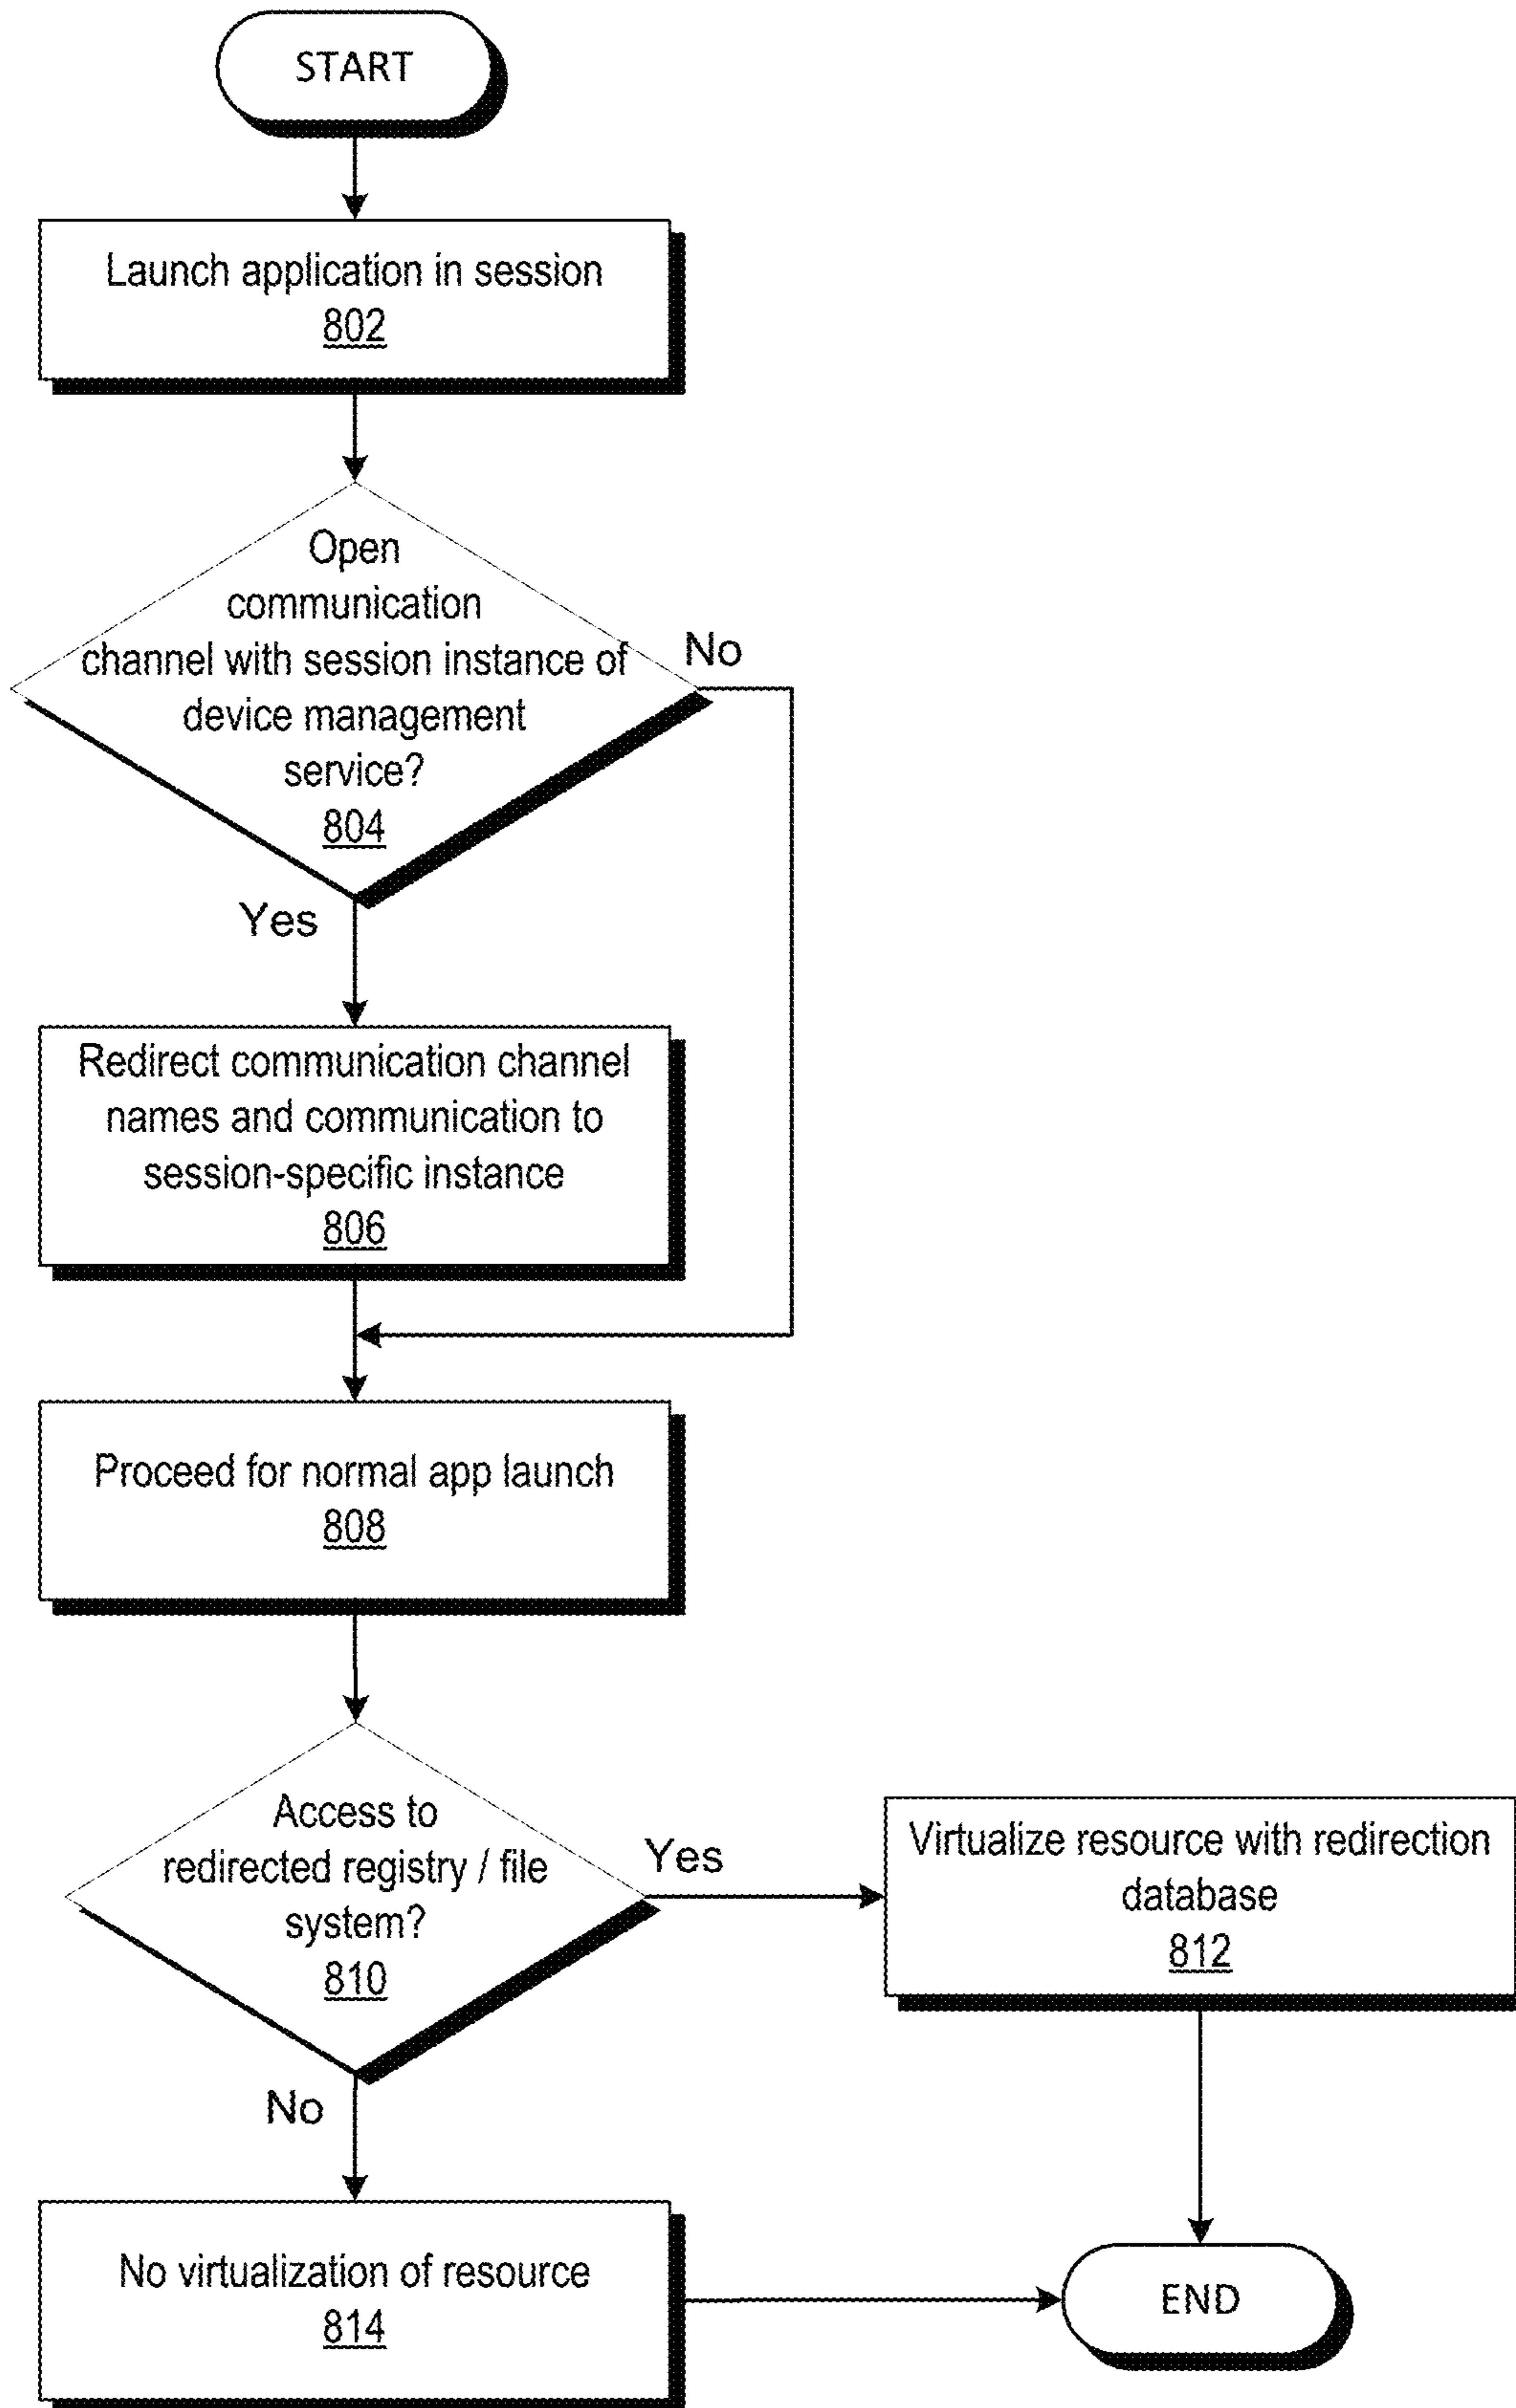 START
Launch application in session
802
Open
communication
channel with session instance of
device management
service?
804
No
Yes
Redirect communication channel
names and communication to
session-specific instance
806
Proceed for normal app launch
808
Access to
redirected registry / file
system?
810
Yes
Virtualize resource with redirection
database
812
No
No virtualization of resource
814
END